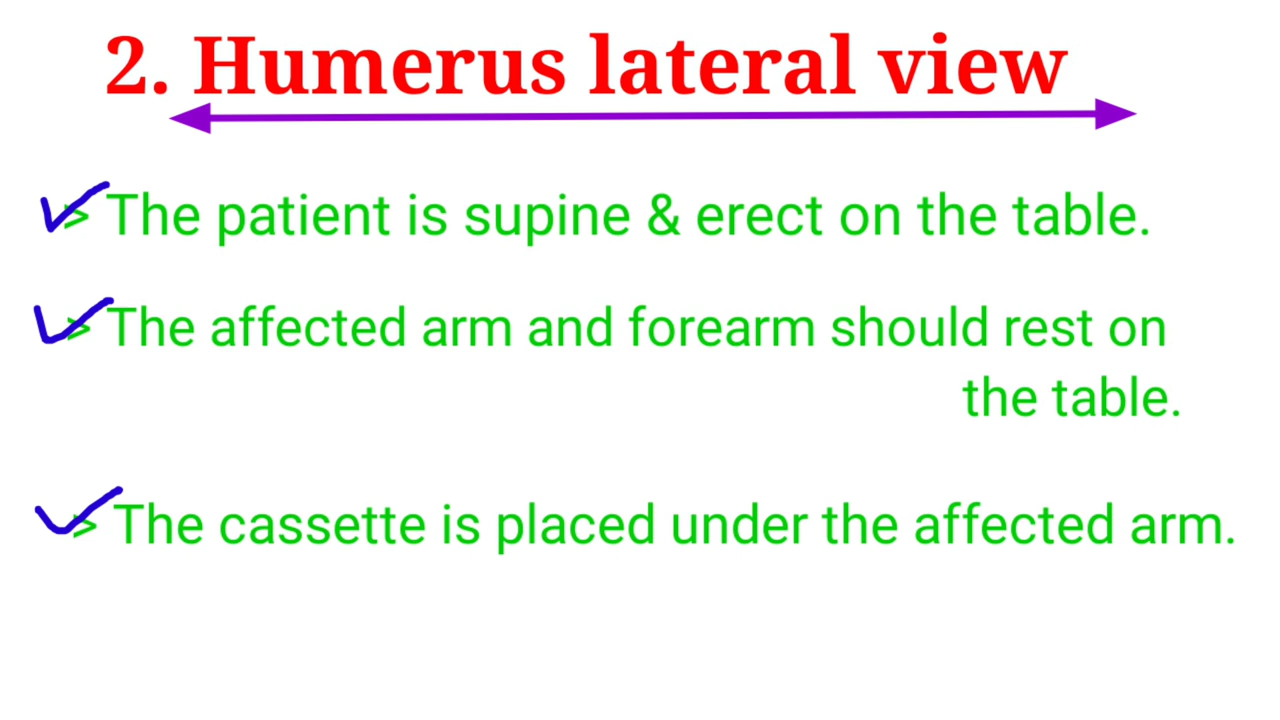 2. Humerus lateral view
> The patient is supine & erect on the table.
> The affected arm and forearm should rest on
the table.
> The cassette is placed under the affected arm.